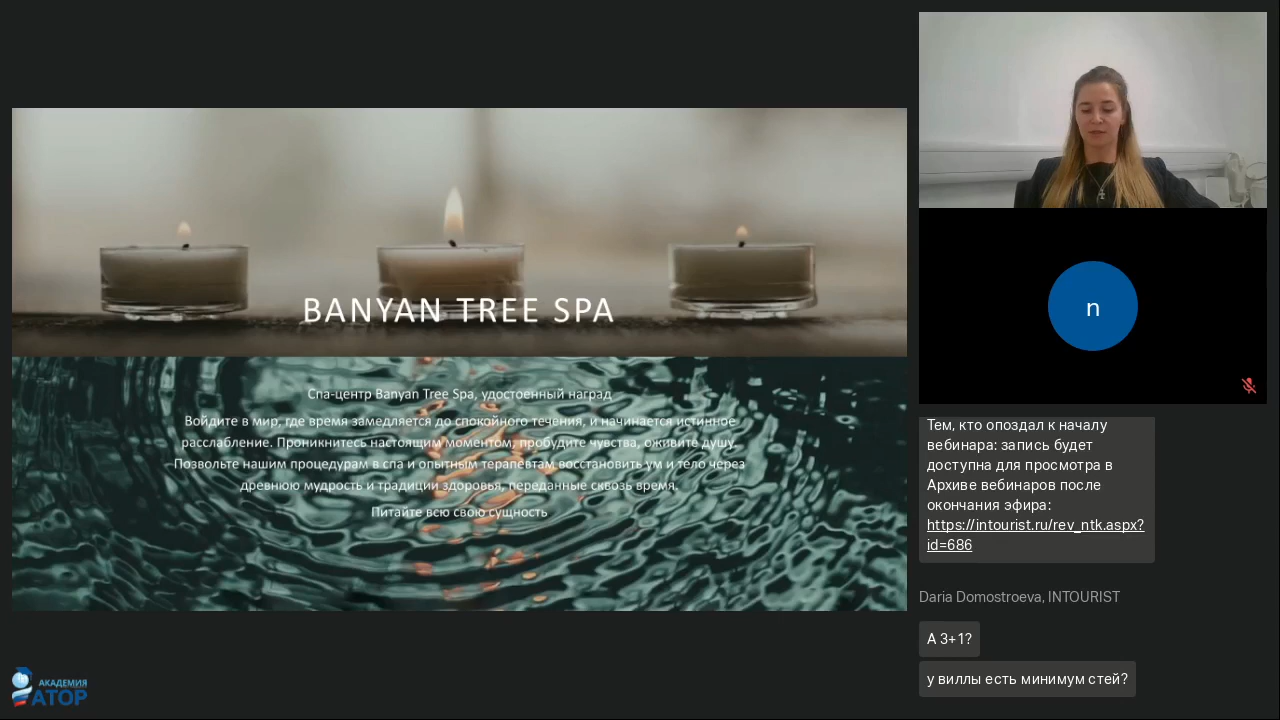 BANYAN TREE SPA
Спа-центр Banyan Tree Spa, удостоенный наград
Войдите в мир, где время замедляется до спокойного течения, и начинается истинное
расслабление. Проникнитесь настоящим моментом, пробудите чувства, оживите душу.
Позвольте нашим процедурам в спа и опытным терапевтам восстановить ум и тело через
древнюю мудрость и традиции здоровья, переданные сквозь время.
Питайте всю свою сущность
АКАДЕМИЯ
АТОР
n
Тем, кто опоздал к началу
вебинара: запись будет
доступна для просмотра в
Архиве вебинаров после
окончания эфира:
https://intourist.ru/rev_ntk.aspx?
id=686
Daria Domostroeva, INTOURIST
А 3+1?
у виллы есть минимум стей?